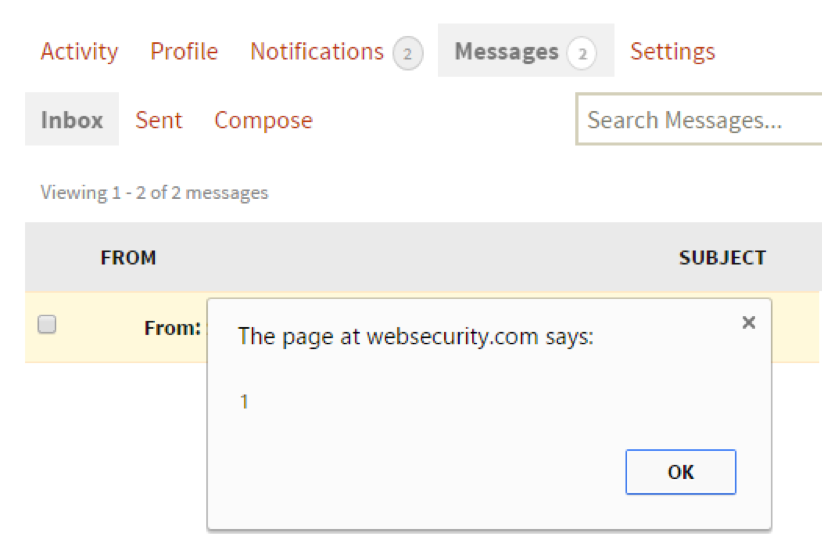 Activity Profile Notifications 2 Messages 2 Settings
Inbox Sent Compose Search Messages...
Viewing 1 - 2 of 2 messages
FROM SUBJECT
From:
The page at websecurity.com says: ×
1
OK